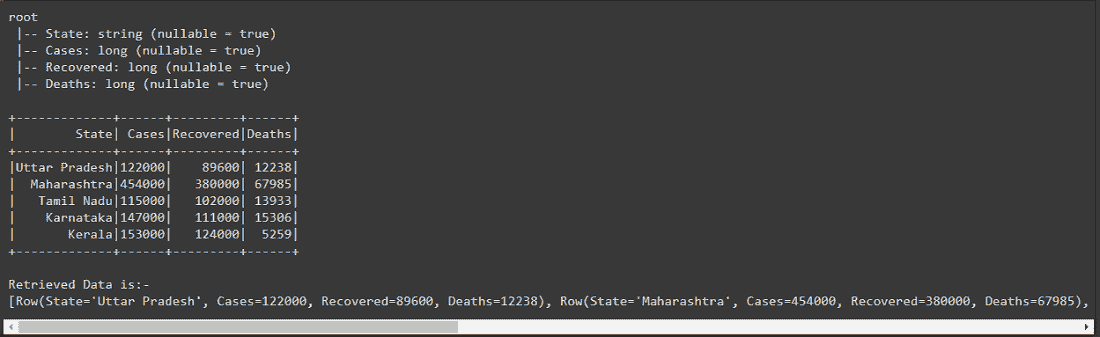 root
 |-- State: string (nullable = true)
 |-- Cases: long (nullable = true)
 |-- Recovered: long (nullable = true)
 |-- Deaths: long (nullable = true)

+-------------+------+---------+------+
|        State| Cases|Recovered|Deaths|
+-------------+------+---------+------+
|Uttar Pradesh|122000|    89600| 12238|
|  Maharashtra|454000|   380000| 67985|
|   Tamil Nadu|115000|   102000| 13933|
|    Karnataka|147000|   111000| 15306|
|       Kerala|153000|   124000|  5259|
+-------------+------+---------+------+

Retrieved Data is:-
[Row(State='Uttar Pradesh', Cases=122000, Recovered=89600, Deaths=12238), Row(State='Maharashtra', Cases=454000, Recovered=380000, Deaths=67985),